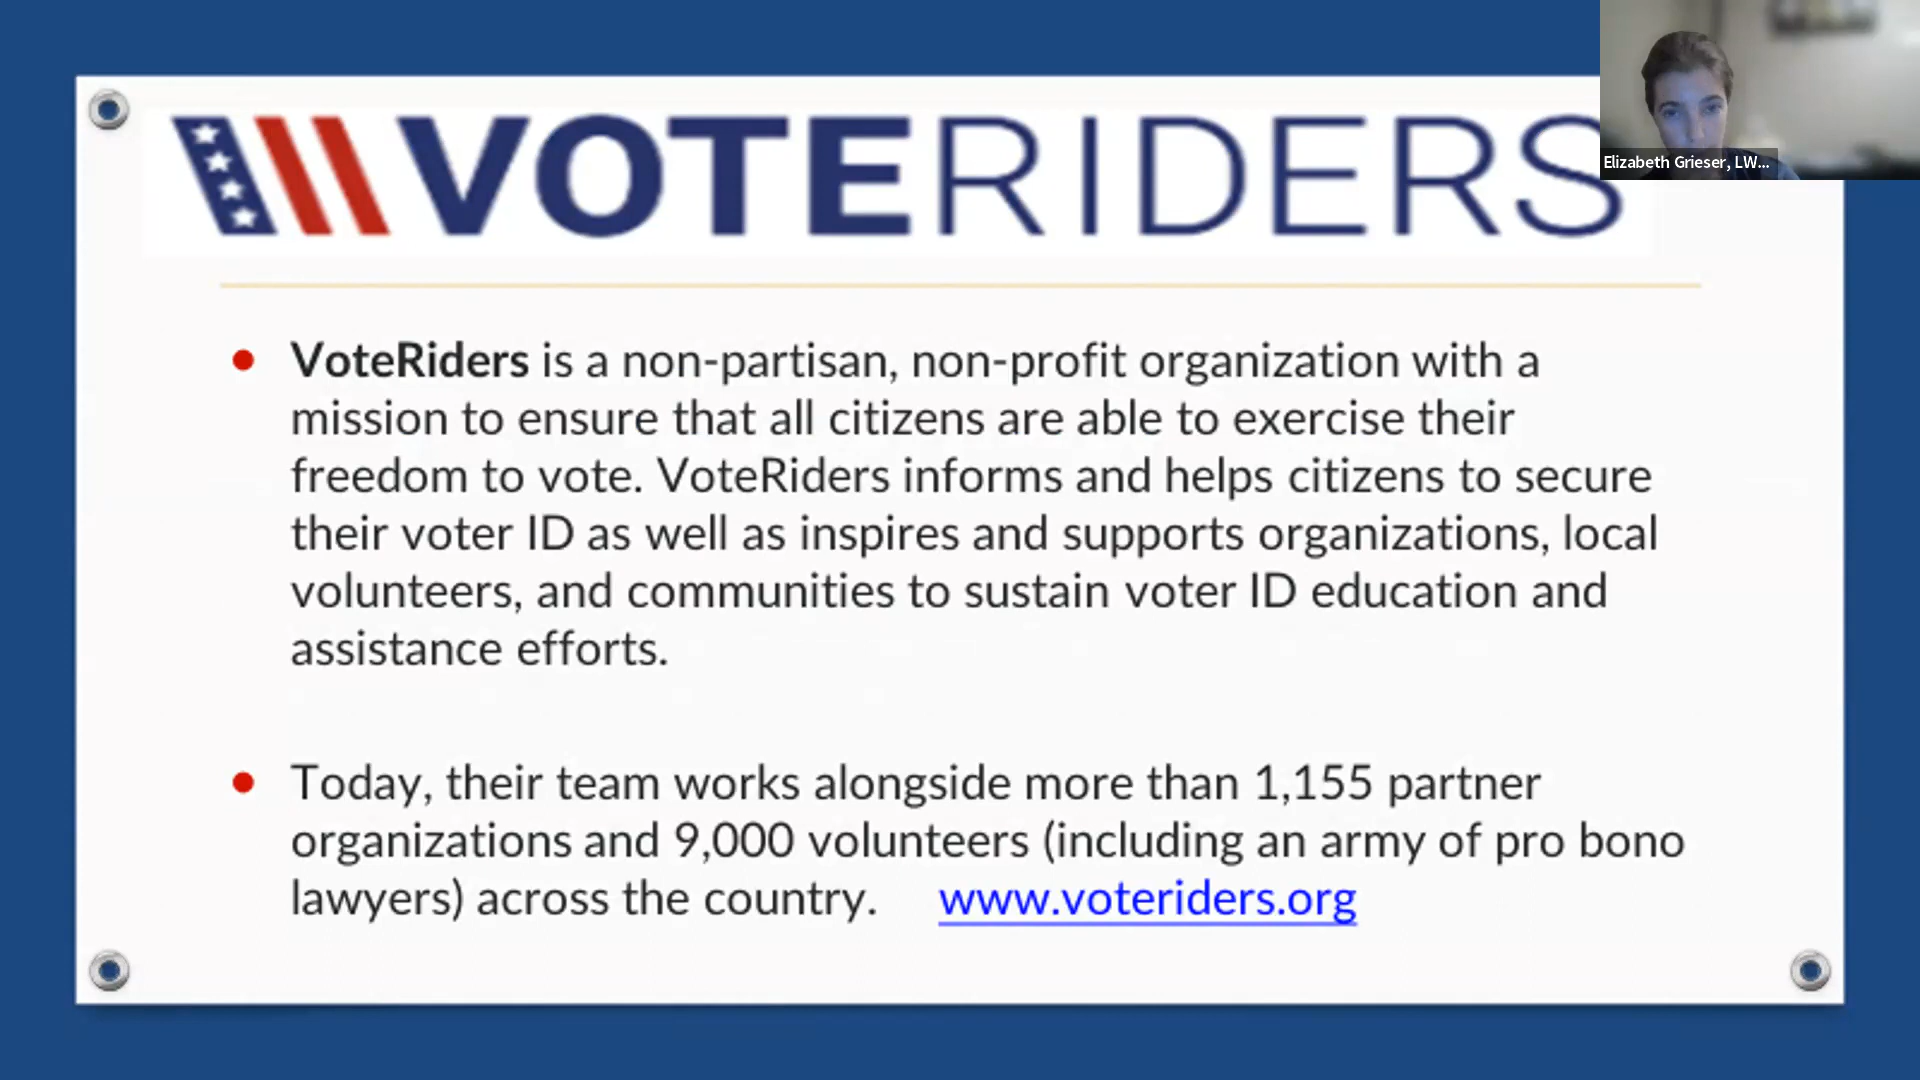 VOTERIDERS
Elizabeth Grieser, LW...
• VoteRiders is a non-partisan, non-profit organization with a
mission to ensure that all citizens are able to exercise their
freedom to vote. VoteRiders informs and helps citizens to secure
their voter ID as well as inspires and supports organizations, local
volunteers, and communities to sustain voter ID education and
assistance efforts.
• Today, their team works alongside more than 1,155 partner
organizations and 9,000 volunteers (including an army of pro bono
lawyers) across the country. www.voteriders.org